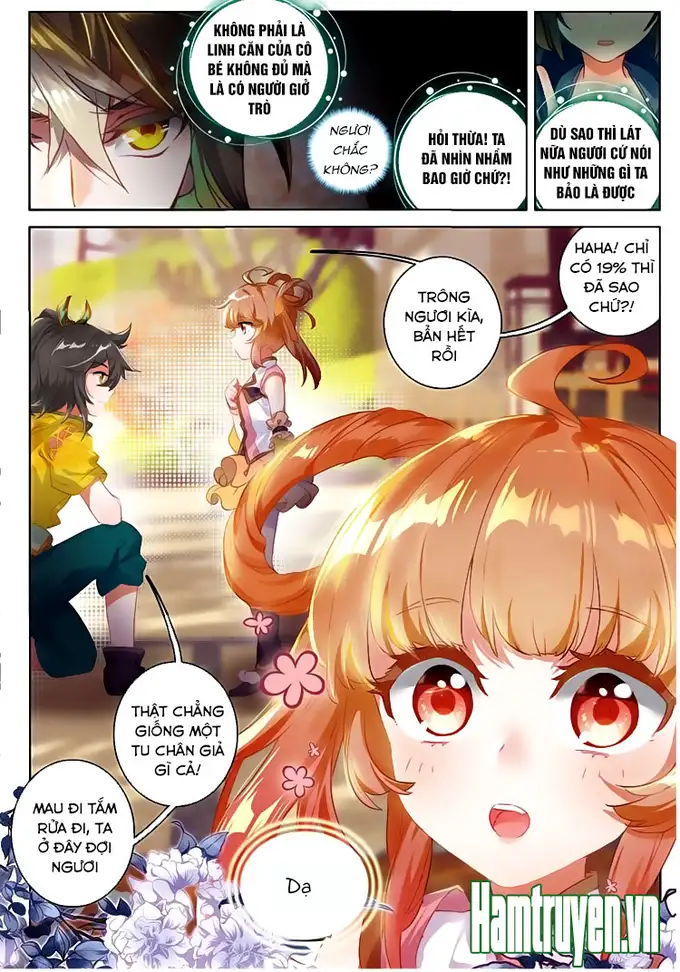 KHÔNG PHẢI LÀ
LINH CĂN CỦA CÔ
BÉ KHÔNG ĐỦ MÀ
LÀ CÓ NGƯỜI GIỞ
TRÒ
NGƯƠI
CHẮC
KHÔNG?
HỎI THỪA! TA
ĐÃ NHÌN NHẦM
BAO GIỜ CHỨ?!
DÙ SAO THÌ LÁT
NỮA NGƯƠI CỨ NÓI
NHƯ NHỮNG GÌ TA
BẢO LÀ ĐƯỢC
HAHA! CHỈ
CÓ 19% THÌ
ĐÃ SAO
CHỨ?!
TRÔNG
NGƯƠI KÌA,
BẨN HẾT
RỒI
THẬT CHẲNG
GIỐNG MỘT
TU CHÂN GIẢ
GÌ CẢ!
MAU ĐI TẮM
RỬA ĐI, TA
Ở ĐÂY ĐỢI
NGƯƠI
DẠ
Hamtruyen.vn